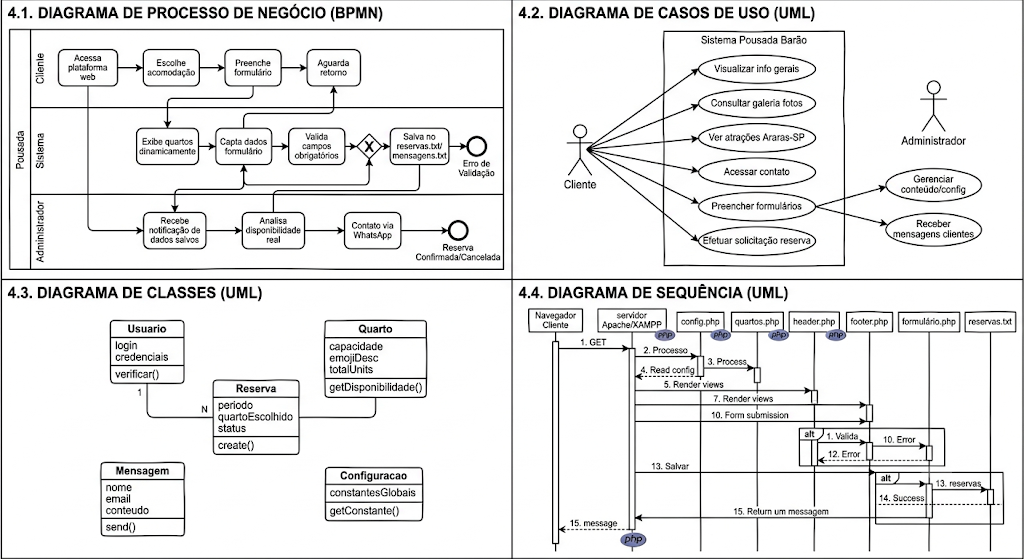 4.1. DIAGRAMA DE PROCESSO DE NEGÓCIO (BPMN)
Pousada
Cliente
Acessa
plataforma
web
Escolhe
acomodação
Preenche
formulário
Aguarda
retorno
Sistema
Exibe quartos
dinamicamente
Capta dados
formulário
Valida
campos
obrigatórios
X
Salva no
reservas.txt/
mensagens.txt
Erro de
Validação
Administrador
Recebe
notificação de
dados salvos
Analisa
disponibilidade
real
Contato via
WhatsApp
Reserva
Confirmada/Cancelada
4.2. DIAGRAMA DE CASOS DE USO (UML)
Sistema Pousada Barão
Cliente
Visualizar info gerais
Consultar galeria fotos
Ver atrações Araras-SP
Acessar contato
Preencher formulários
Efetuar solicitação reserva
Administrador
Gerenciar
conteúdo/config
Receber
mensagens clientes
4.3. DIAGRAMA DE CLASSES (UML)
Usuario
login
credenciais
verificar()
1
N
Reserva
periodo
quartoEscolhido
status
create()
Quarto
capacidade
emojiDesc
totalUnits
getDisponibilidade()
Mensagem
nome
email
conteudo
send()
Configuracao
constantesGlobais
getConstante()
4.4. DIAGRAMA DE SEQUÊNCIA (UML)
Navegador
Cliente
servidor
Apache/XAMPP
config.php
quartos.php
header.php
footer.php
formulário.php
reservas.txt
php
php
php
php
1. GET
2. Processo
3. Process
4. Read config
5. Render views
7. Render views
10. Form submission
alt
1. Valida
10. Error
12. Error
13. Salvar
alt
13. reservas
14. Success
15. Return um messagem
15. message
php